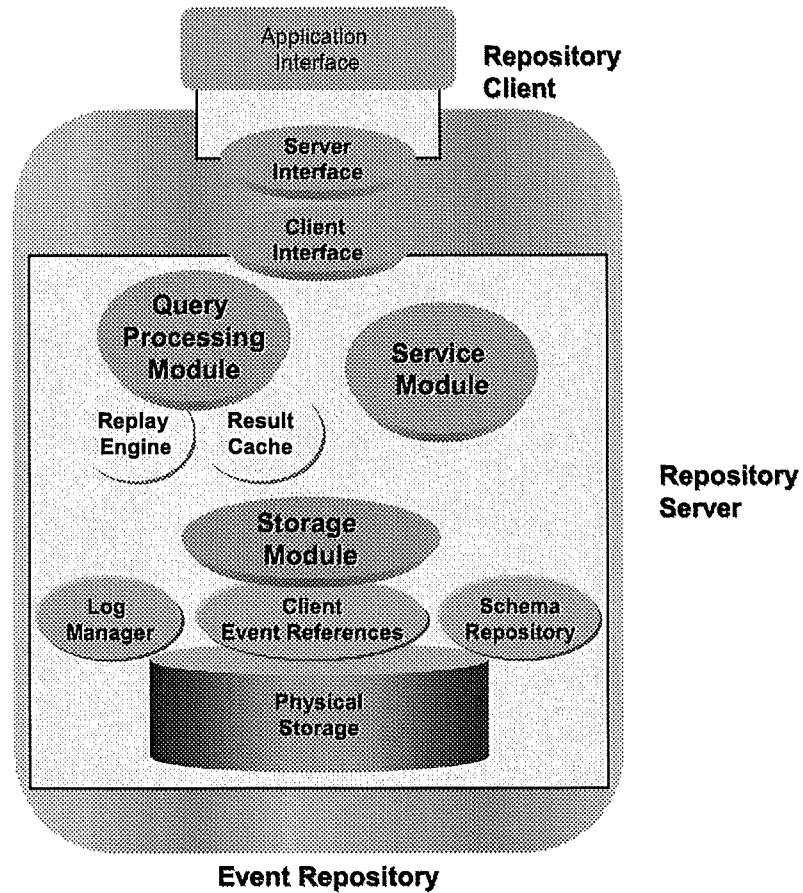 Application
Interface
Repository
Client
Server
Interface
Client
Interface
Query
Processing
Module
Service
Module
Replay
Engine
Result
Cache
Repository
Server
Storage
Module
Log
Manager
Client
Event References
Schema
Repository
Physical
Storage
Event Repository